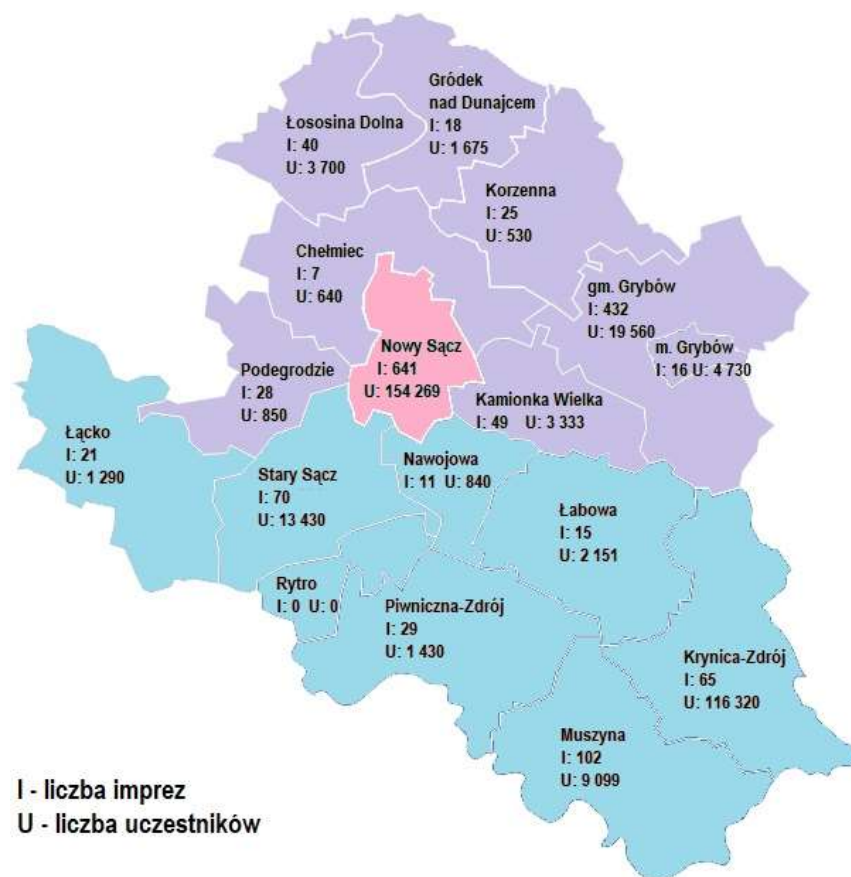 Gródek
nad Dunajcem
I: 18
U: 1 675
Łososina Dolna
I: 40
U: 3 700
Korzenna
I: 25
U: 530
Chełmiec
I: 7
U: 640
gm. Grybów
I: 432
U: 19 560
m. Grybów
I: 16 U: 4 730
Nowy Sącz
I: 641
U: 154 269
Podegrodzie
I: 28
U: 850
Kamionka Wielka
I: 49 U: 3 333
Łącko
I: 21
U: 1 290
Stary Sącz
I: 70
U: 13 430
Nawojowa
I: 11 U: 840
Łabowa
I: 15
U: 2 151
Rytro
I: 0 U: 0
Piwniczna-Zdrój
I: 29
U: 1 430
Krynica-Zdrój
I: 65
U: 116 320
Muszyna
I: 102
U: 9 099
I - liczba imprez
U - liczba uczestników